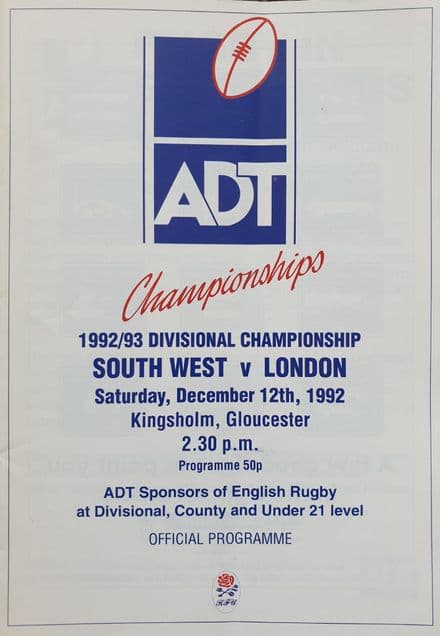 ADT
Championships
1992/93 DIVISIONAL CHAMPIONSHIP
SOUTH WEST v LONDON
Saturday, December 12th, 1992
Kingsholm, Gloucester
2.30 p.m.
Programme 50p
ADT Sponsors of English Rugby
at Divisional, County and Under 21 level
OFFICIAL PROGRAMME
RFU